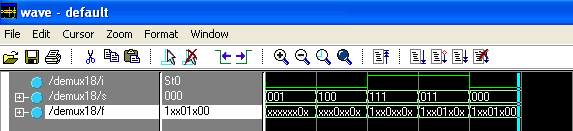 wave - default
File Edit Cursor Zoom Format Window
/demux18/i St0
/demux18/s 000 001 100 111 011 000
/demux18/f 1xx01x00 xxxxxx0x xxx0xx0x 1xx0xx0x 1xx01x0x 1xx01x00